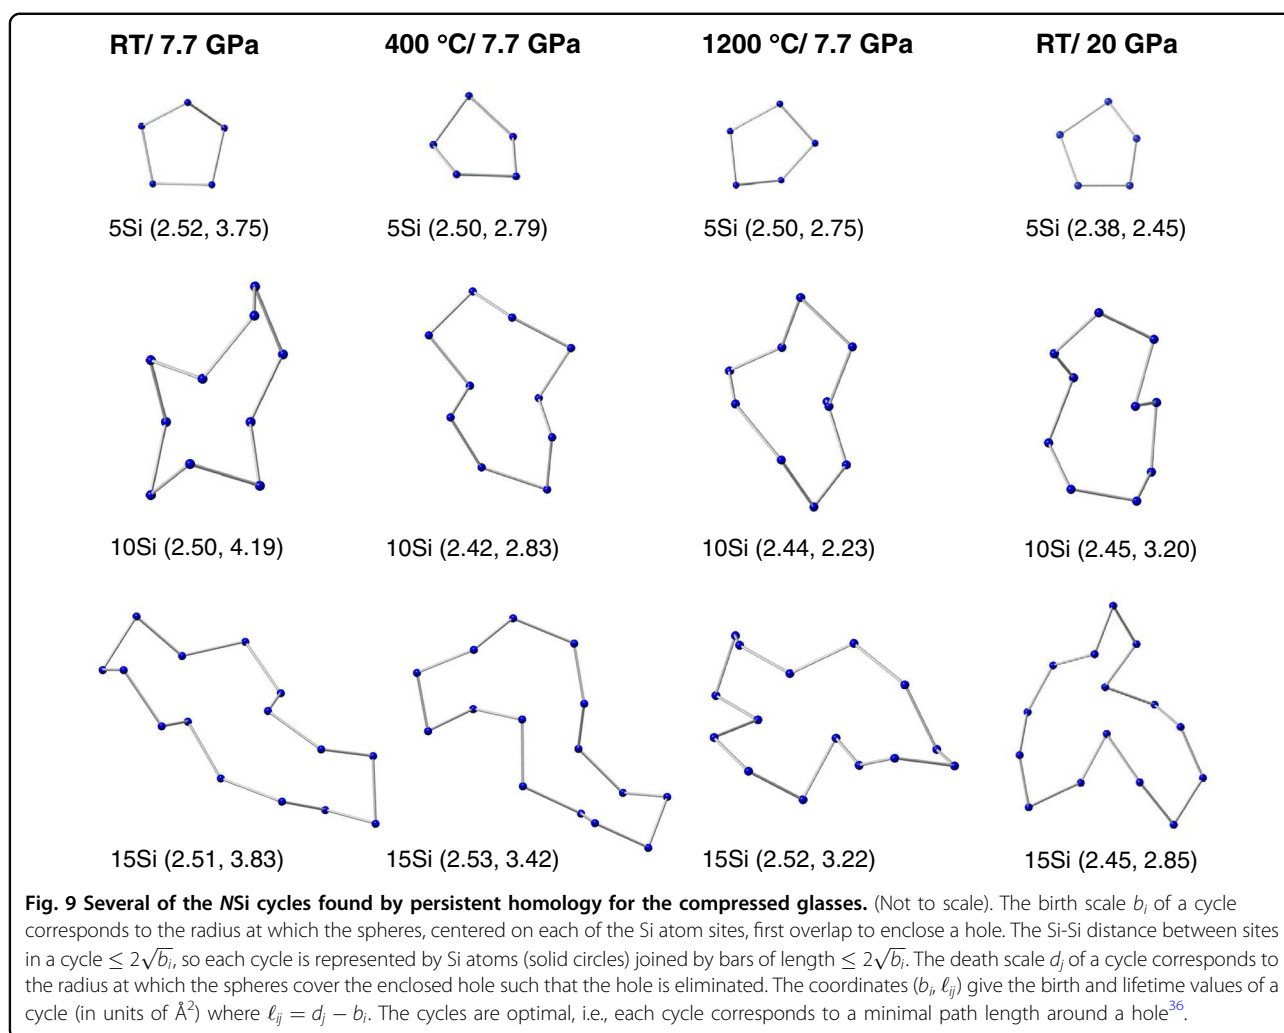 RT/ 7.7 GPa 400 °C/ 7.7 GPa 1200 °C/ 7.7 GPa RT/ 20 GPa
5Si (2.52, 3.75) 5Si (2.50, 2.79) 5Si (2.50, 2.75) 5Si (2.38, 2.45)
10Si (2.50, 4.19) 10Si (2.42, 2.83) 10Si (2.44, 2.23) 10Si (2.45, 3.20)
15Si (2.51, 3.83) 15Si (2.53, 3.42) 15Si (2.52, 3.22) 15Si (2.45, 2.85)
Fig. 9 Several of the NSi cycles found by persistent homology for the compressed glasses. (Not to scale). The birth scale bᵢ of a cycle
corresponds to the radius at which the spheres, centered on each of the Si atom sites, first overlap to enclose a hole. The Si-Si distance between sites
in a cycle ≤ 2√bᵢ, so each cycle is represented by Si atoms (solid circles) joined by bars of length ≤ 2√bᵢ. The death scale dⱼ of a cycle corresponds to
the radius at which the spheres cover the enclosed hole such that the hole is eliminated. The coordinates (bᵢ, ℓᵢⱼ) give the birth and lifetime values of a
cycle (in units of Å²) where ℓᵢⱼ = dⱼ − bᵢ. The cycles are optimal, i.e., each cycle corresponds to a minimal path length around a hole³⁶.